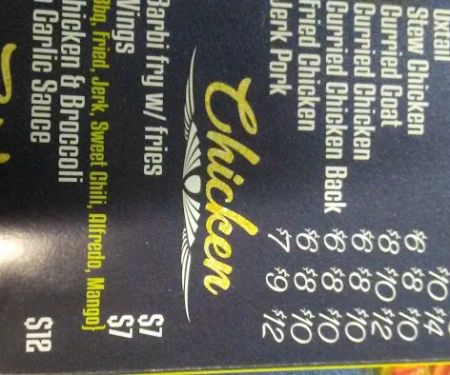 Oxtail $10 $14
Stew Chicken $6 $8 $10
Curried Goat $8 $10 $12
Curried Chicken $6 $8 $10
Curried Chicken Back $6 $8 $10
Fried Chicken $6 $8 $10
Jerk Pork $7 $9 $12
Chicken
Barbi fry w/ fries $7
Wings $7
Bbq, Fried, Jerk, Sweet Chili, Alfredo, Mango}
Chicken & Broccoli
Garlic Sauce $12